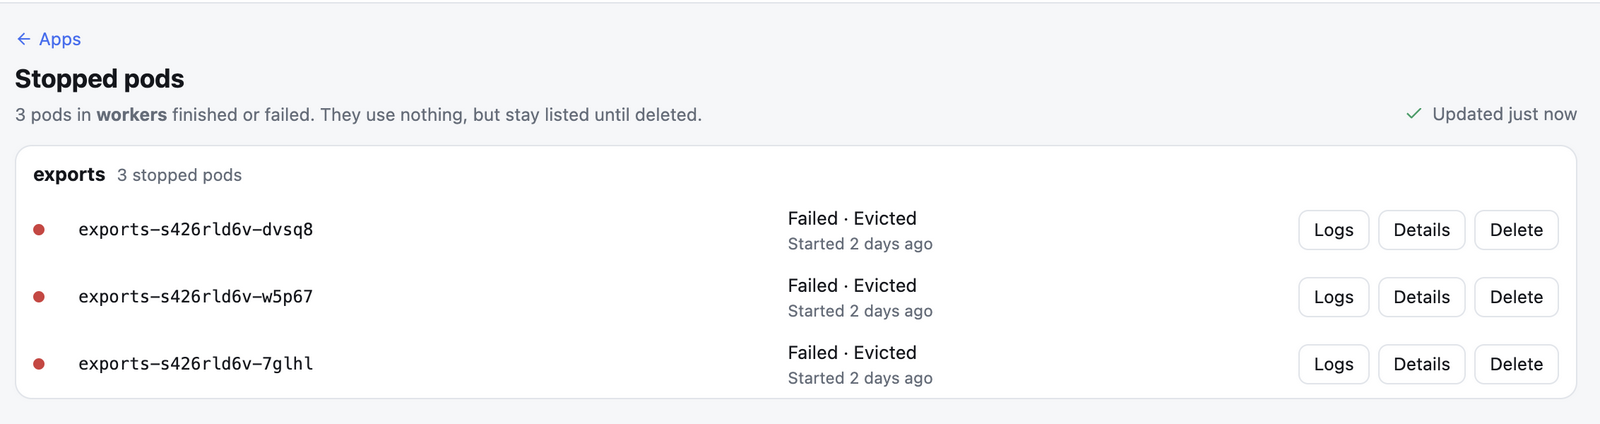 ← Apps
Stopped pods
3 pods in workers finished or failed. They use nothing, but stay listed until deleted.
✓ Updated just now
exports 3 stopped pods
exports-s426rld6v-dvsq8
Failed · Evicted
Started 2 days ago
Logs Details Delete
exports-s426rld6v-w5p67
Failed · Evicted
Started 2 days ago
Logs Details Delete
exports-s426rld6v-7glhl
Failed · Evicted
Started 2 days ago
Logs Details Delete